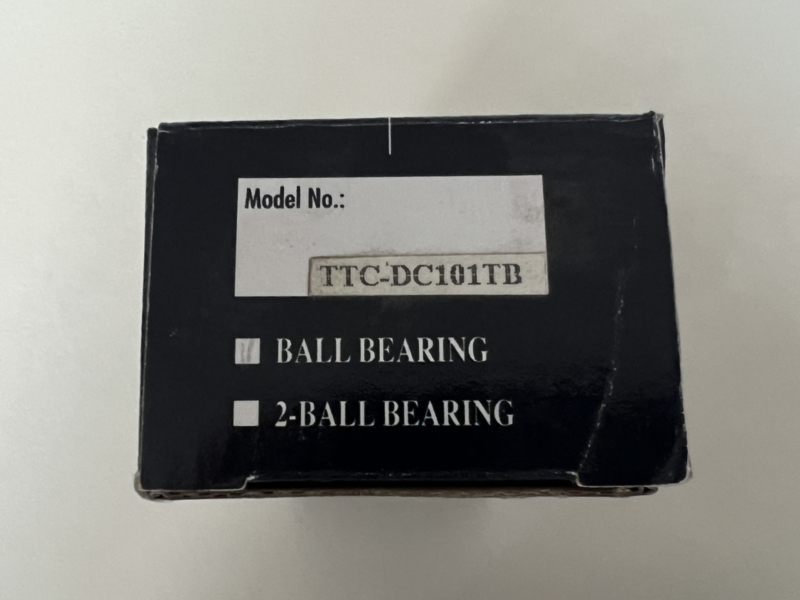 Model No.:
TTC-DC101TB
BALL BEARING
2-BALL BEARING